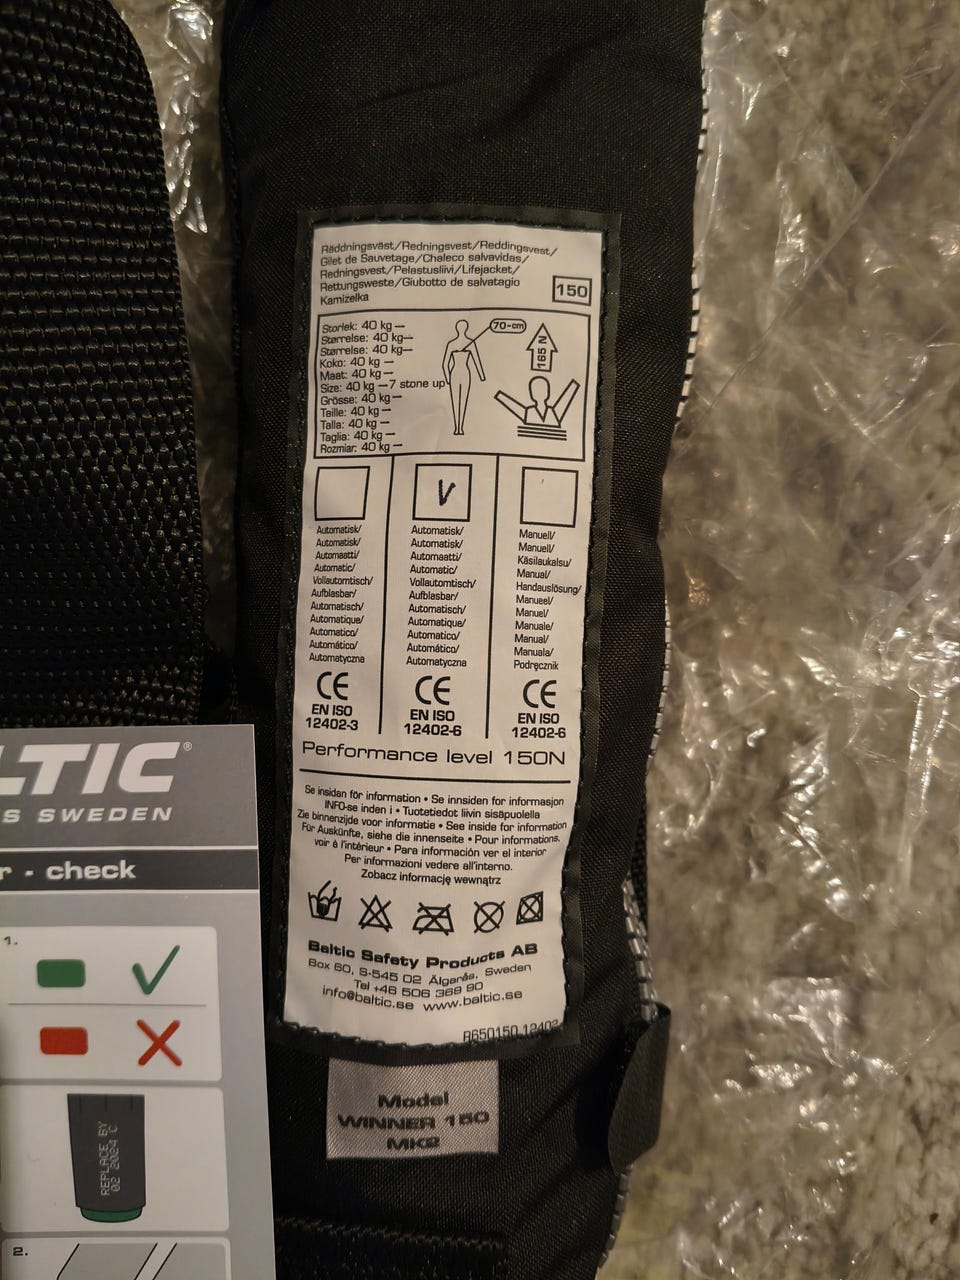 Räddningsväst/Redningsvest/Reddingsvest/
Gilet de Sauvetage/Chaleco salvavidas/
Redningsvest/Pelastusliivi/Lifejacket/
Rettungsweste/Giubotto de salvatagio
Kamizelka
150
Storlek: 40 kg→
Størrelse: 40 kg→
Størrelse: 40 kg→
Koko: 40 kg→
Maat: 40 kg→
Size: 40 kg→7 stone up
Grösse: 40 kg→
Taille: 40 kg→
Talla: 40 kg→
Taglia: 40 kg→
Rozmiar: 40 kg→
70-cm
165 N
V
Automatisk/
Automatisk/
Automaatti/
Automatic/
Vollautomtisch/
Aufblasbar/
Automatisch/
Automatique/
Automatico/
Automático/
Automatyczna
CE
EN ISO
12402-3
Automatisk/
Automatisk/
Automaatti/
Automatic/
Vollautomtisch/
Aufblasbar/
Automatisch/
Automatique/
Automatico/
Automático/
Automatyczna
CE
EN ISO
12402-6
Manuell/
Manuell/
Käsilaukalsu/
Manual/
Handauslösung/
Manueel/
Manuel/
Manuale/
Manual/
Manuala/
Podręcznik
CE
EN ISO
12402-6
Performance level 150N
Se insidan för information • Se innsiden for informasjon
INFO-se inden i • Tuotetiedot liivin sisäpuolella
Zie binnenzijde voor informatie • See inside for information
Für Auskünfte, siehe die innenseite • Pour informations.
voir à l'intérieur • Para información ver el interior
Per informazioni vedere all'interno.
Zobacz informację wewnątrz
Baltic Safety Products AB
Box 60, S-545 02 Älgarås, Sweden
Tel +46 506 369 90
info@baltic.se www.baltic.se
R650150 12402
Model
WINNER 150
MK2
LTIC®
S SWEDEN
r - check
1.
REPLACE BY
02 2024 C
2.